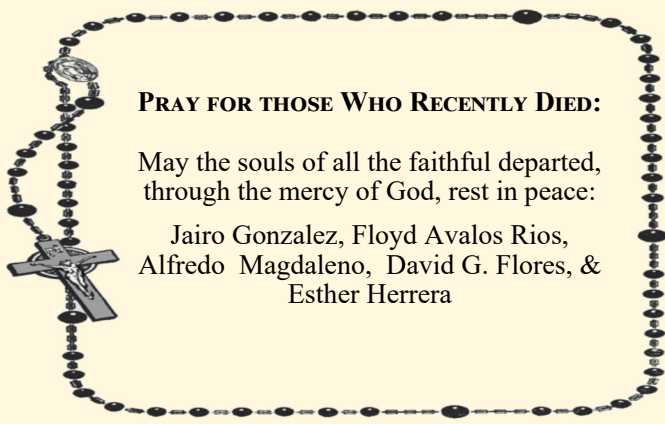 PRAY FOR THOSE WHO RECENTLY DIED:
May the souls of all the faithful departed,
through the mercy of God, rest in peace:
Jairo Gonzalez, Floyd Avalos Rios,
Alfredo Magdaleno, David G. Flores, &
Esther Herrera